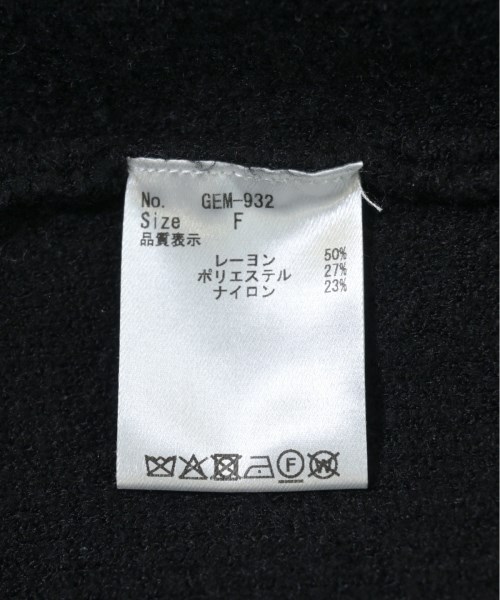 No. GEM-932
Size F
品質表示
レーヨン 50%
ポリエステル 27%
ナイロン 23%
F W